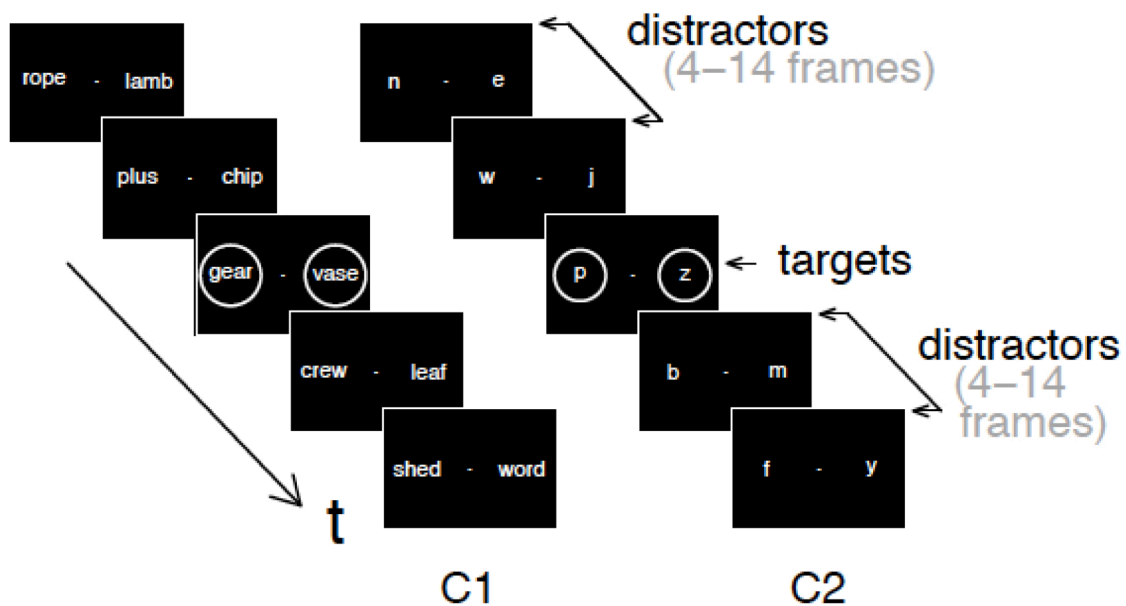 rope - lamb
plus - chip
gear - vase
crew - leaf
shed - word
t
C1
n - e
w - j
p - z
b - m
f - y
C2
distractors
(4–14 frames)
targets
distractors
(4–14
frames)